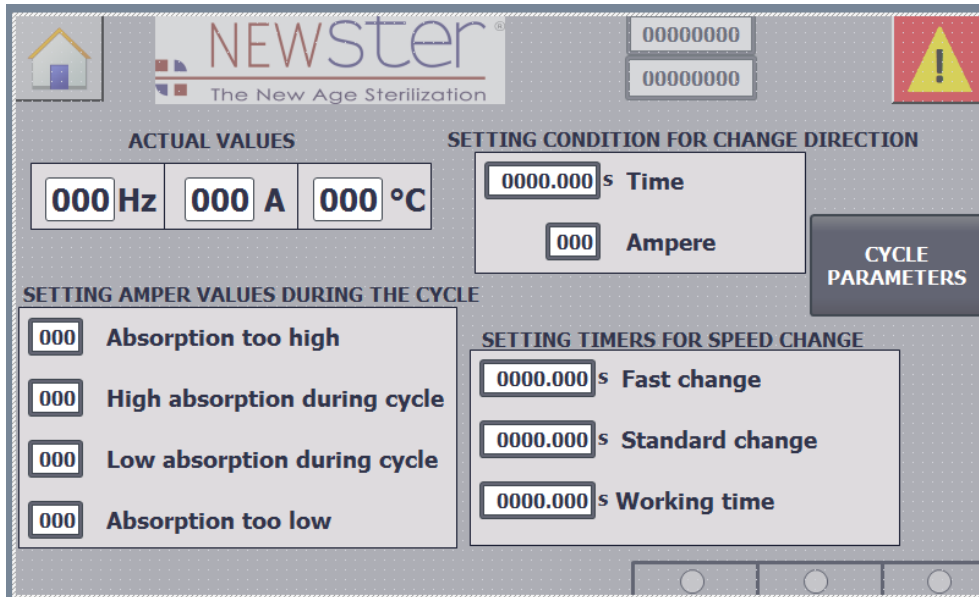 NEWSTER®
The New Age Sterilization
00000000
00000000
ACTUAL VALUES
000 Hz 000 A 000 °C
SETTING CONDITION FOR CHANGE DIRECTION
0000.000 s Time
000 Ampere
CYCLE
PARAMETERS
SETTING AMPER VALUES DURING THE CYCLE
000 Absorption too high
000 High absorption during cycle
000 Low absorption during cycle
000 Absorption too low
SETTING TIMERS FOR SPEED CHANGE
0000.000 s Fast change
0000.000 s Standard change
0000.000 s Working time